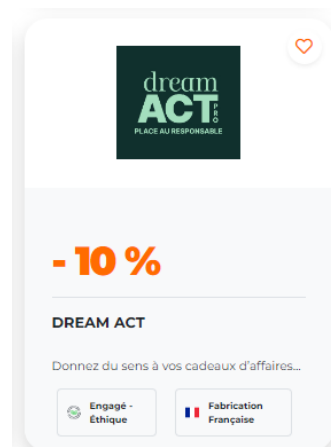 dream
ACT
PRO
PLACE AU RESPONSABLE
- 10 %
DREAM ACT
Donnez du sens à vos cadeaux d’affaires...
Engagé -
Éthique
Fabrication
Française